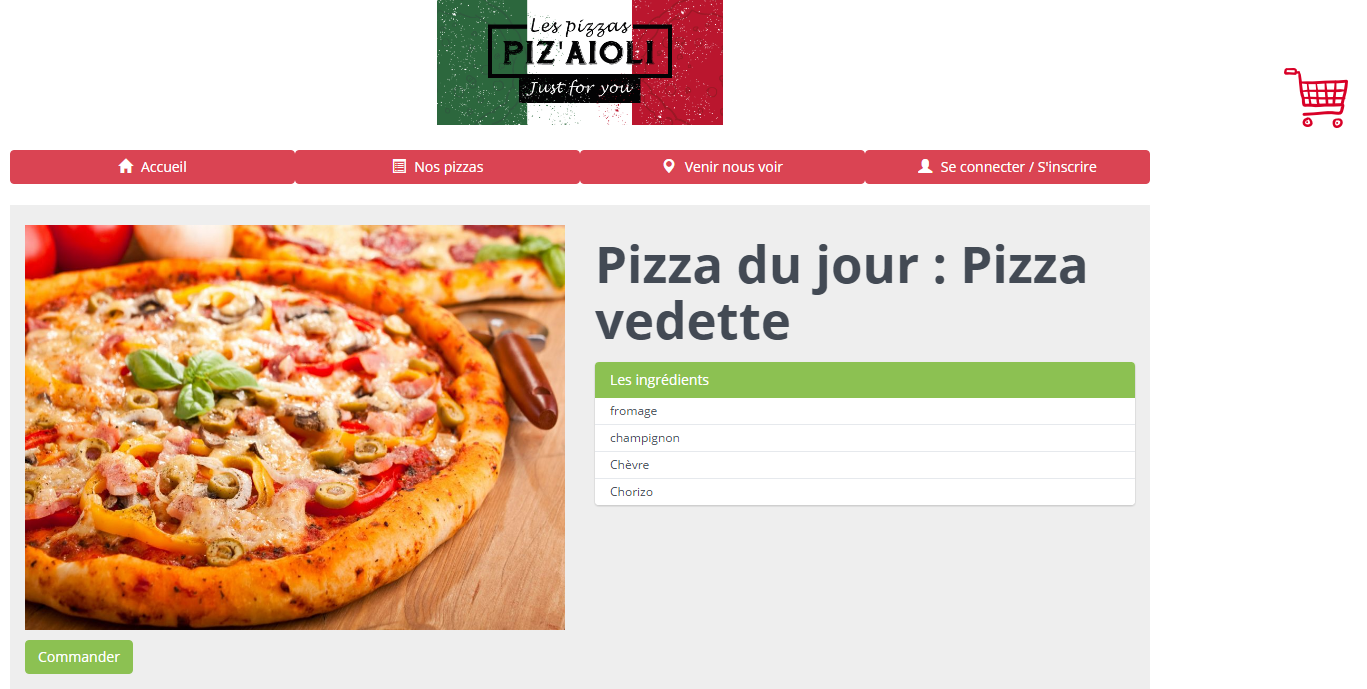 Les pizzas
PIZ'AIOLI
Just for you
Accueil
Nos pizzas
Venir nous voir
Se connecter / S'inscrire
Pizza du jour : Pizza
vedette
Les ingrédients
fromage
champignon
Chèvre
Chorizo
Commander